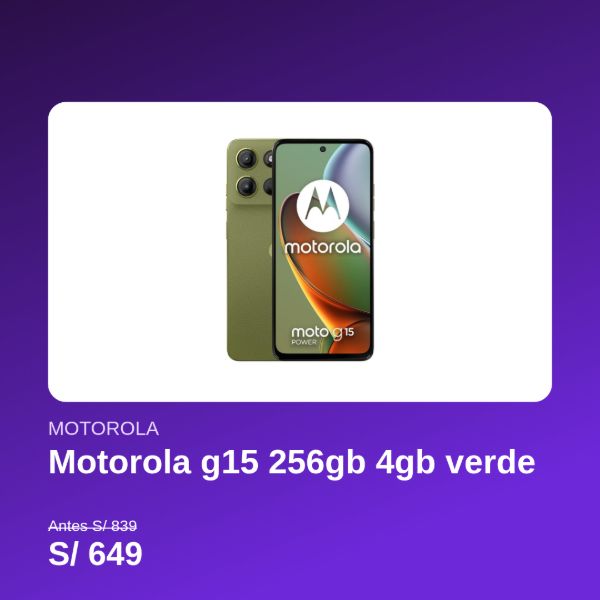 motorola
moto g15
POWER
MOTOROLA
Motorola g15 256gb 4gb verde
Antes S/ 839
S/ 649